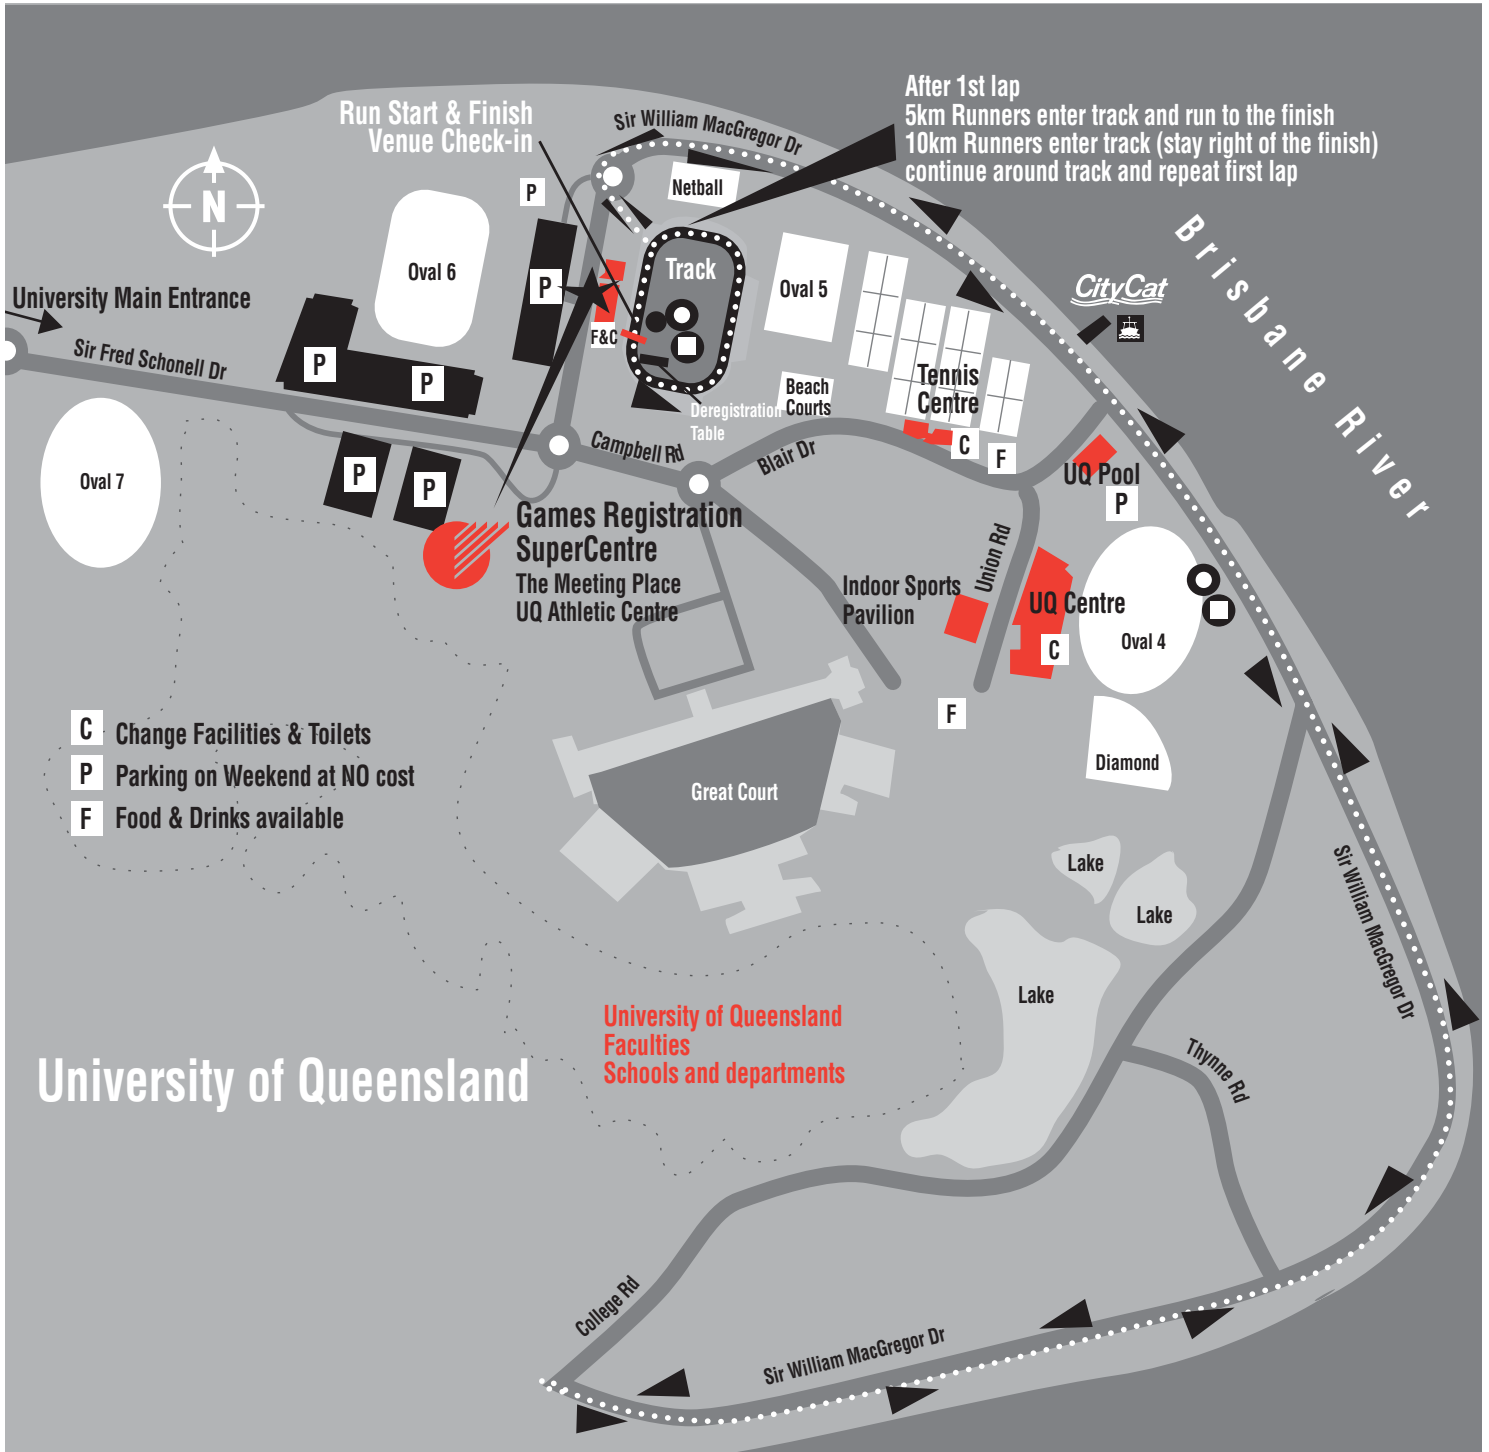 After 1st lap
5km Runners enter track and run to the finish
10km Runners enter track (stay right of the finish)
continue around track and repeat first lap
Run Start & Finish
Venue Check-in
Sir William MacGregor Dr
N
P
Netball
Brisbane River
Oval 6
Track
Oval 5
CityCat
University Main Entrance
P
F&C
Sir Fred Schonell Dr
P
P
Tennis
Centre
Beach
Courts
Deregistration
Table
Campbell Rd
Blair Dr
C
F
UQ Pool
P
Oval 7
P
P
Games Registration
SuperCentre
The Meeting Place
UQ Athletic Centre
Union Rd
Indoor Sports
Pavilion
UQ Centre
C
Oval 4
F
C Change Facilities & Toilets
P Parking on Weekend at NO cost
F Food & Drinks available
Diamond
Great Court
Lake
Lake
Lake
Sir William MacGregor Dr
University of Queensland
Faculties
Schools and departments
University of Queensland
Thynne Rd
College Rd
Sir William MacGregor Dr